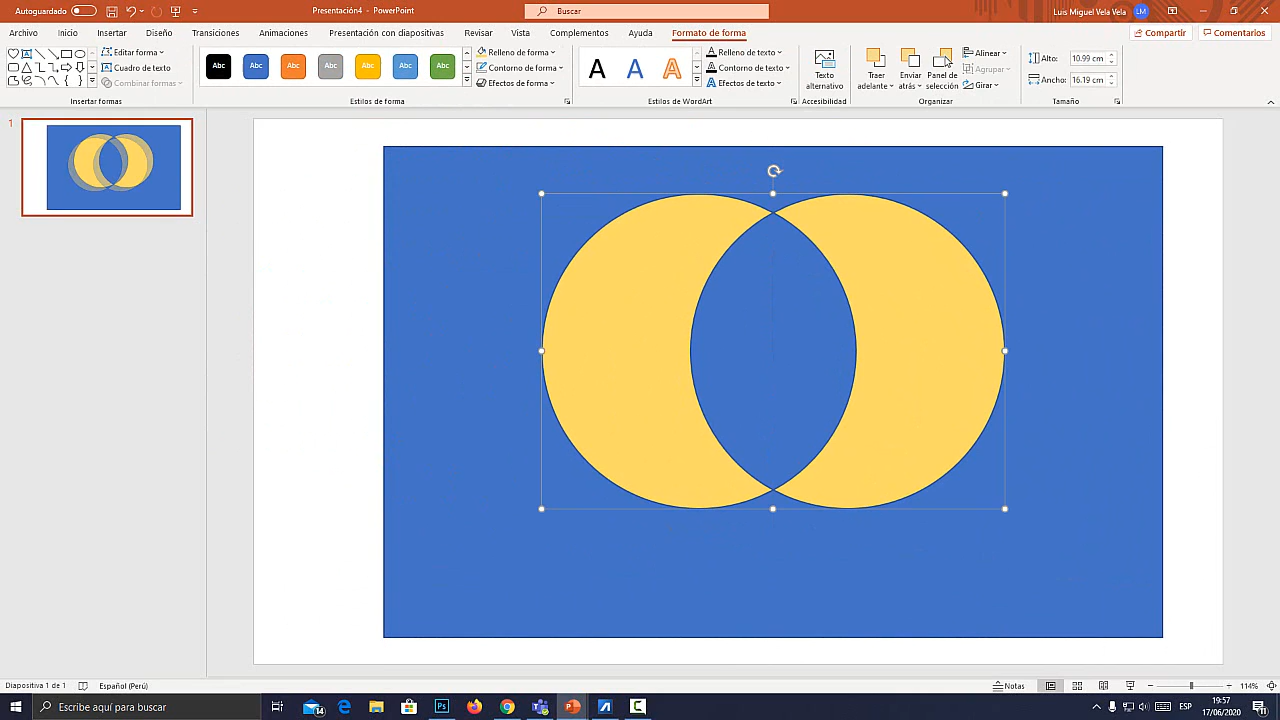 Autoguardado
Presentación4 - PowerPoint
Buscar
Luis Miguel Vela Vela LM
Archivo Inicio Insertar Diseño Transiciones Animaciones Presentación con diapositivas Revisar Vista Complementos Ayuda Formato de forma Compartir Comentarios
Editar forma
Cuadro de texto
Combinar formas
Insertar formas
Abc Abc Abc Abc Abc Abc Abc
Relleno de forma
Contorno de forma
Efectos de forma
Estilos de forma
A A A
Relleno de texto
Contorno de texto
Efectos de texto
Estilos de WordArt
Texto alternativo
Accesibilidad
Traer adelante
Enviar atrás
Panel de selección
Alinear
Agrupar
Girar
Organizar
Alto: 10.99 cm
Ancho: 16.19 cm
Tamaño
1
Diapositiva 1 de 1 Español (Perú) Notas 114%
Escribe aquí para buscar
14
Ps
ESP
19:57
17/06/2020